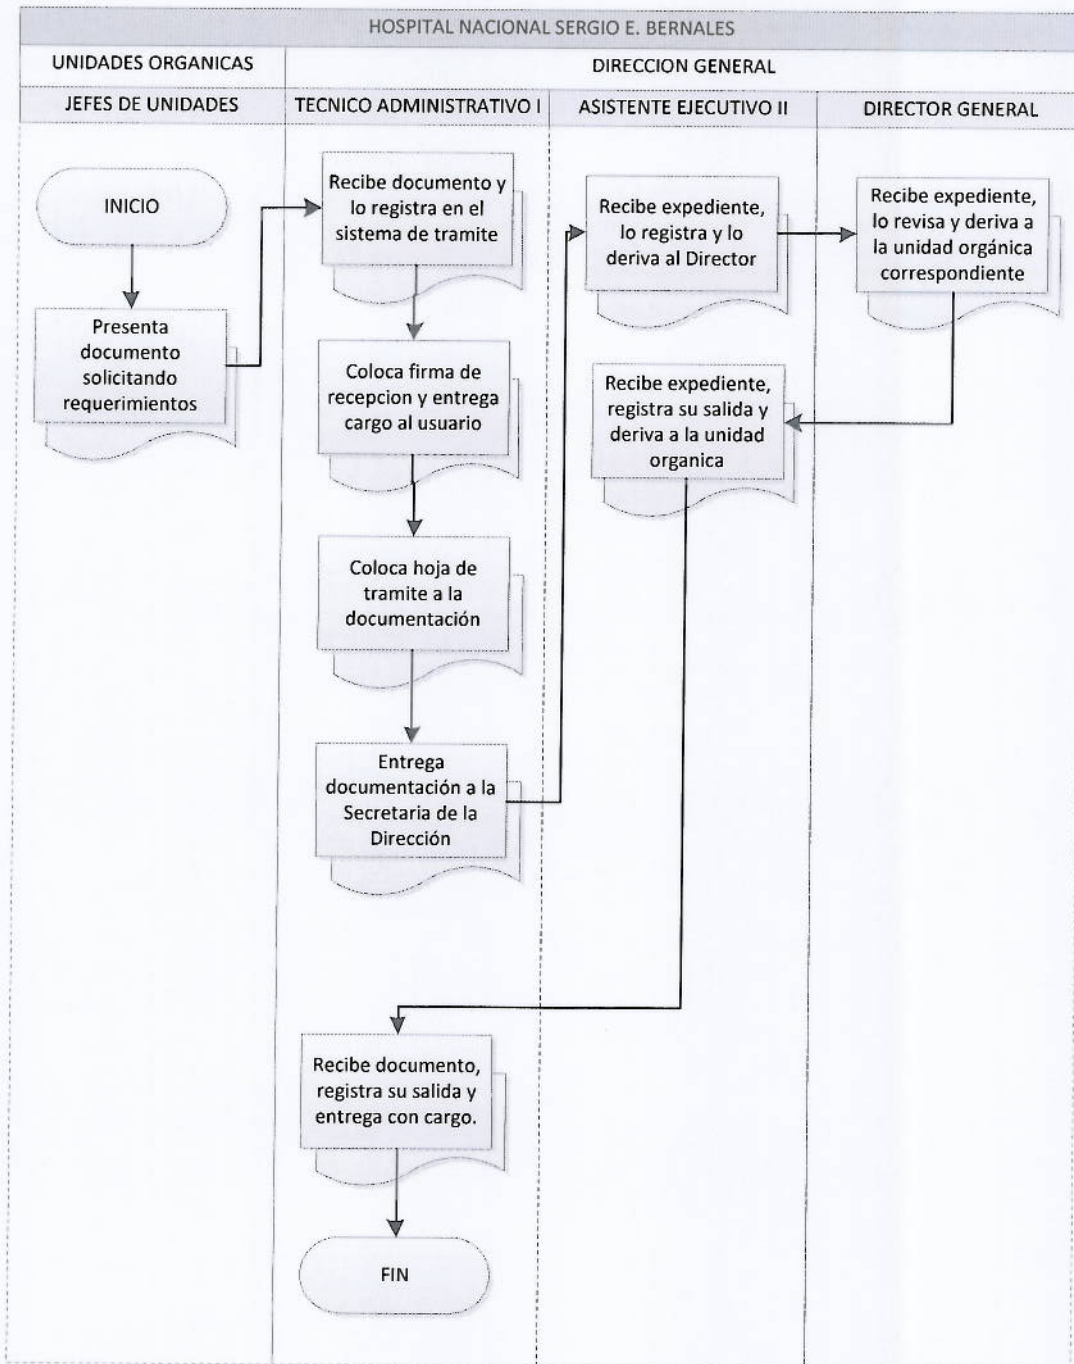 HOSPITAL NACIONAL SERGIO E. BERNALES
UNIDADES ORGANICAS
DIRECCION GENERAL
JEFES DE UNIDADES
TECNICO ADMINISTRATIVO I
ASISTENTE EJECUTIVO II
DIRECTOR GENERAL
INICIO
Presenta
documento
solicitando
requerimientos
Recibe documento y
lo registra en el
sistema de tramite
Coloca firma de
recepcion y entrega
cargo al usuario
Coloca hoja de
tramite a la
documentación
Entrega
documentación a la
Secretaria de la
Dirección
Recibe expediente,
lo registra y lo
deriva al Director
Recibe expediente,
lo revisa y deriva a
la unidad orgánica
correspondiente
Recibe expediente,
registra su salida y
deriva a la unidad
organica
Recibe documento,
registra su salida y
entrega con cargo.
FIN